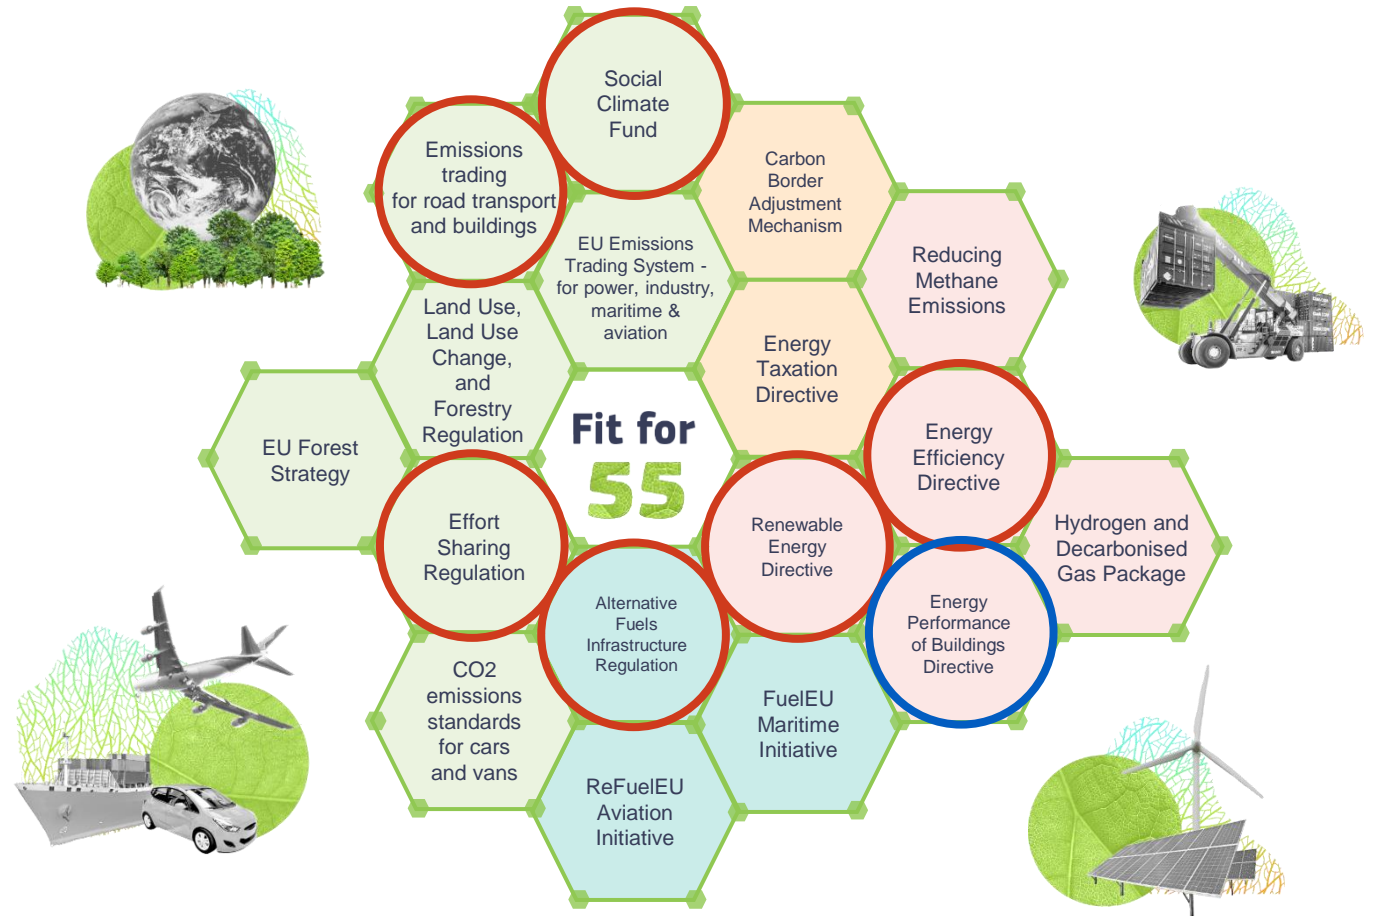 Social
Climate
Fund
Emissions
trading
for road transport
and buildings
Carbon
Border
Adjustment
Mechanism
EU Emissions
Trading System -
for power, industry,
maritime &
aviation
Reducing
Methane
Emissions
Land Use,
Land Use
Change,
and
Forestry
Regulation
Energy
Taxation
Directive
EU Forest
Strategy
Fit for
55
Energy
Efficiency
Directive
Effort
Sharing
Regulation
Renewable
Energy
Directive
Hydrogen and
Decarbonised
Gas Package
Alternative
Fuels
Infrastructure
Regulation
Energy
Performance
of Buildings
Directive
CO2
emissions
standards
for cars
and vans
FuelEU
Maritime
Initiative
ReFuelEU
Aviation
Initiative